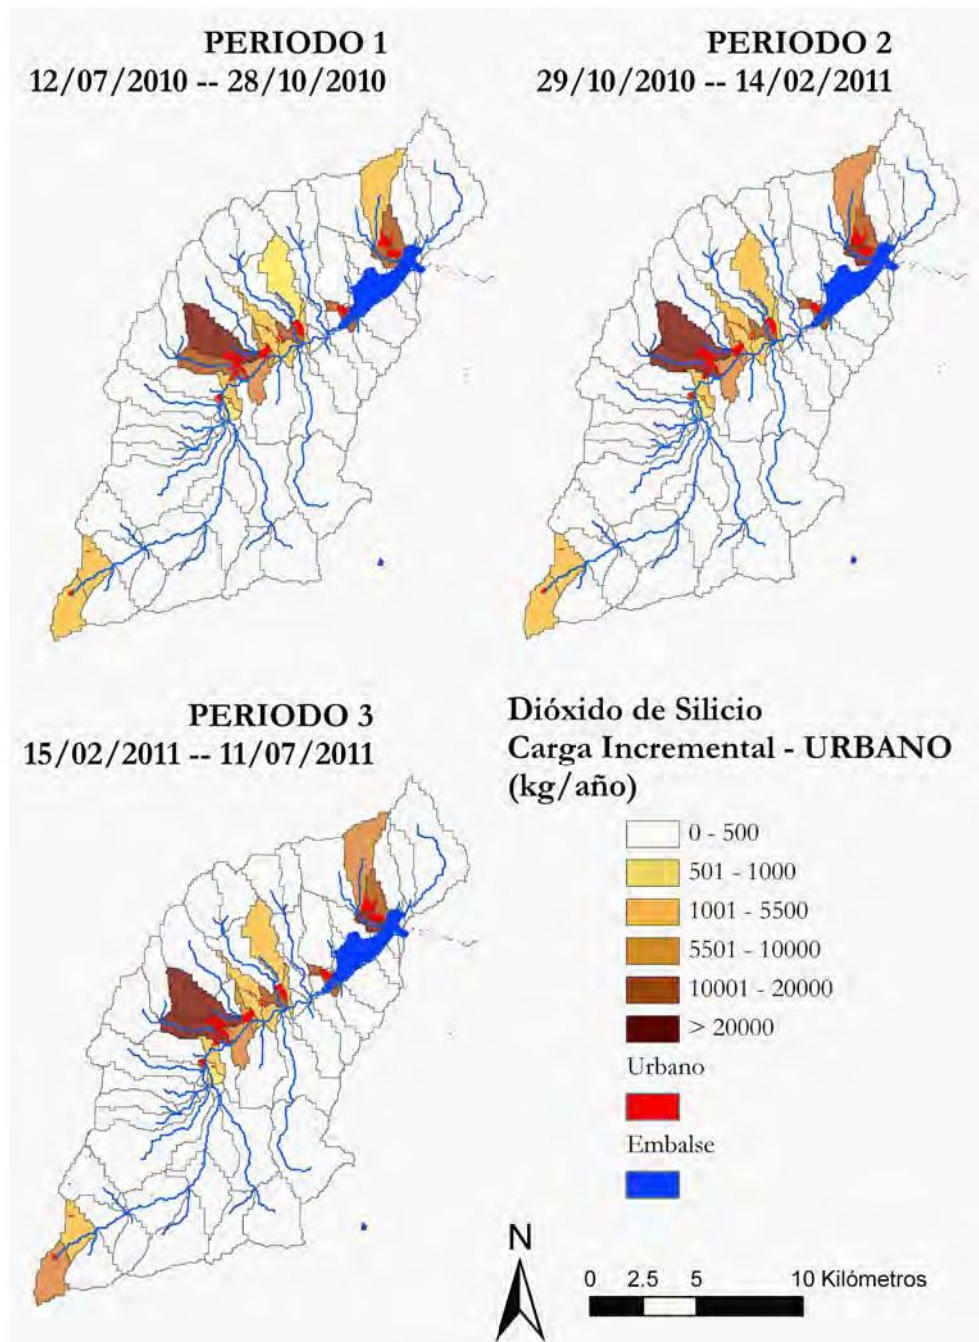 PERIODO 1
12/07/2010 -- 28/10/2010
PERIODO 2
29/10/2010 -- 14/02/2011
PERIODO 3
15/02/2011 -- 11/07/2011
Dióxido de Silicio
Carga Incremental - URBANO
(kg/año)
0 - 500
501 - 1000
1001 - 5500
5501 - 10000
10001 - 20000
> 20000
Urbano
Embalse
N
0 2.5 5 10 Kilómetros